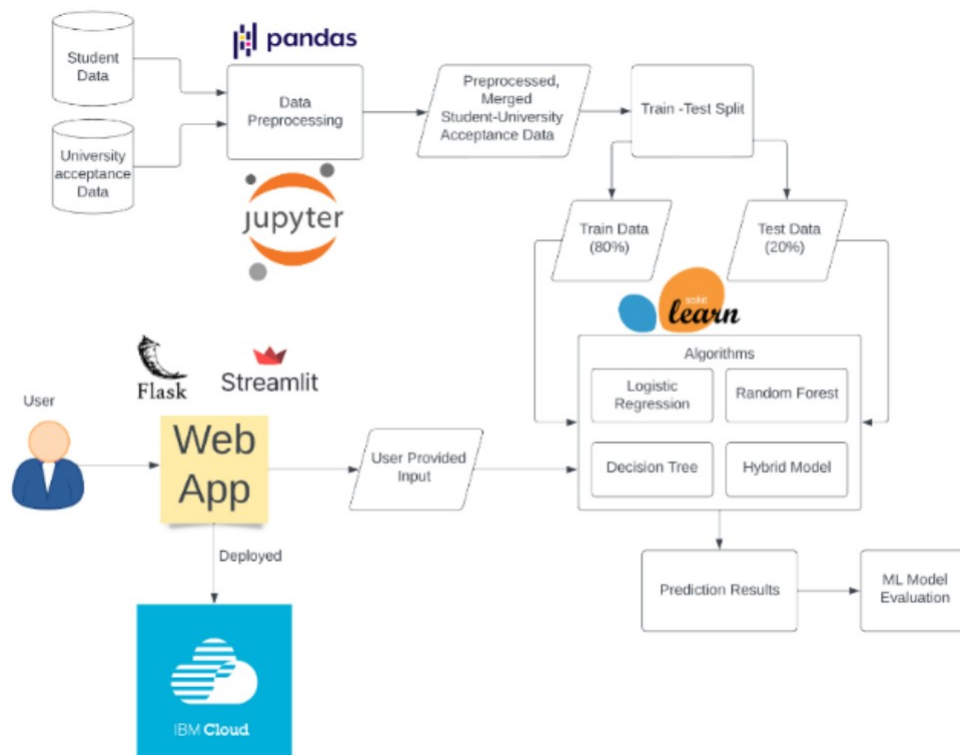 pandas
Student
Data
Data
Preprocessing
Preprocessed,
Merged
Student-University
Acceptance Data
Train -Test Split
University
acceptance
Data
Jupyter
Train Data
(80%)
Test Data
(20%)
scikit
learn
Algorithms
Logistic
Regression
Random Forest
Decision Tree
Hybrid Model
Flask
Streamlit
User
Web
App
User Provided
Input
Deployed
Prediction Results
ML Model
Evaluation
IBM Cloud